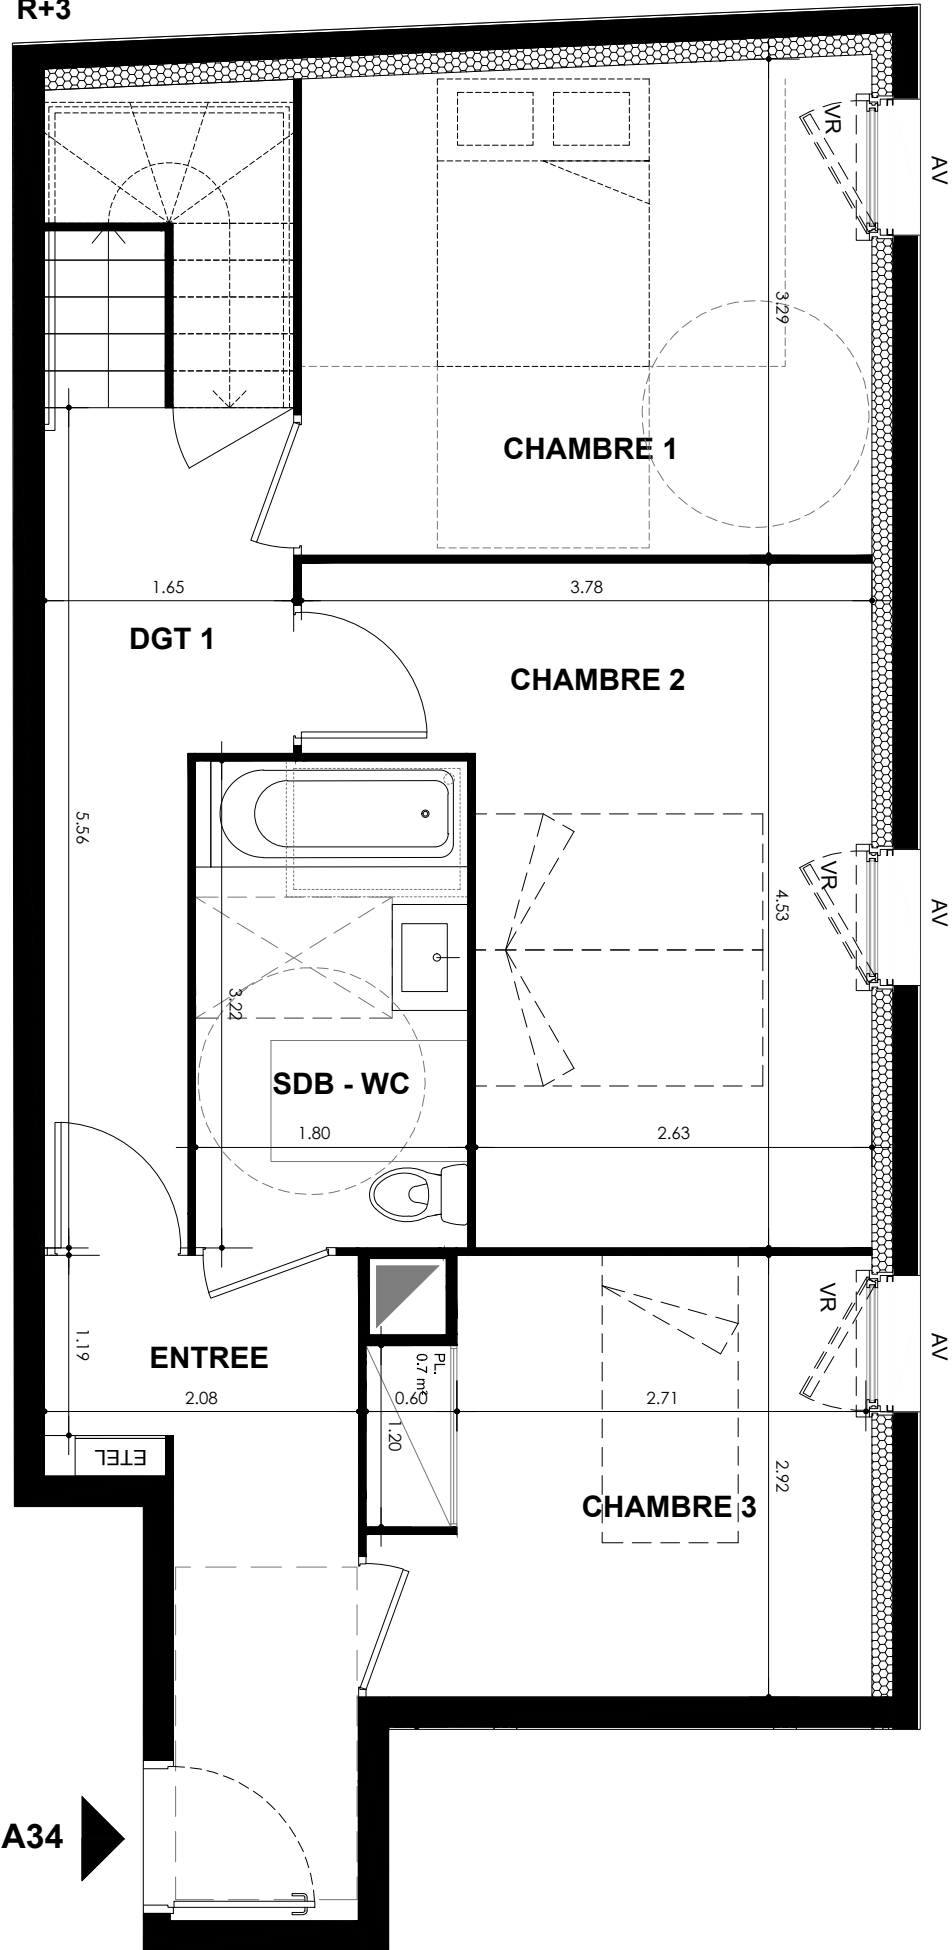 R+3
VR
AV
3.29
CHAMBRE 1
1.65
3.78
DGT 1
CHAMBRE 2
5.56
VR
4.53
AV
3.22
SDB - WC
1.80
2.63
VR
1.19
ENTREE
PL.
0.7 m²
AV
2.08
0.60
2.71
1.20
ETEL
2.92
CHAMBRE 3
A34